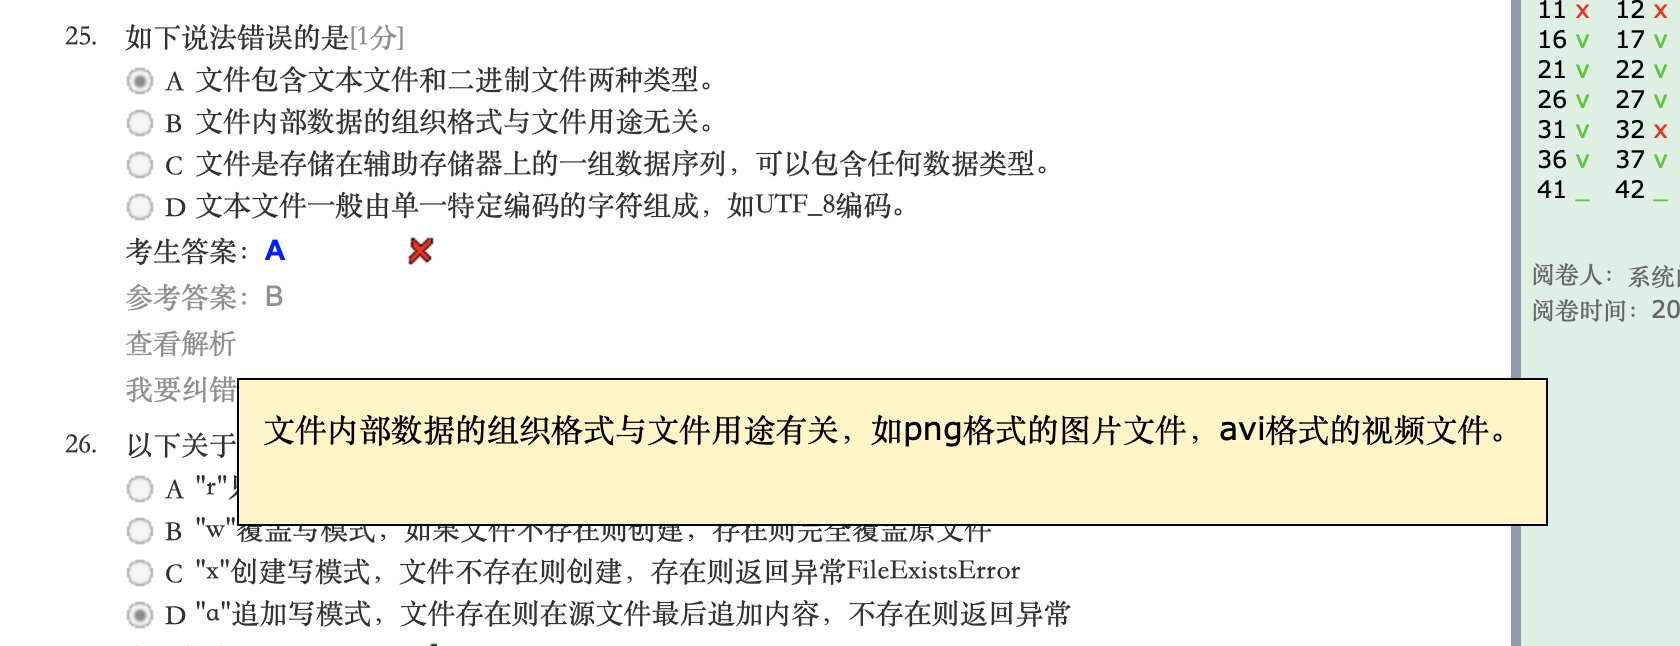 25. 如下说法错误的是[1分]
A 文件包含文本文件和二进制文件两种类型。
B 文件内部数据的组织格式与文件用途无关。
C 文件是存储在辅助存储器上的一组数据序列，可以包含任何数据类型。
D 文本文件一般由单一特定编码的字符组成，如UTF_8编码。
考生答案：A
参考答案：B
查看解析
我要纠错
文件内部数据的组织格式与文件用途有关，如png格式的图片文件，avi格式的视频文件。
26. 以下关于
A "r"
B "w"覆盖写模式，如果文件不存在则创建，存在则完全覆盖原文件
C "x"创建写模式，文件不存在则创建，存在则返回异常FileExistsError
D "a"追加写模式，文件存在则在源文件最后追加内容，不存在则返回异常
11 x 12 x
16 v 17 v
21 v 22 v
26 v 27 v
31 v 32 x
36 v 37 v
41 _ 42 _
阅卷人：系统
阅卷时间：20